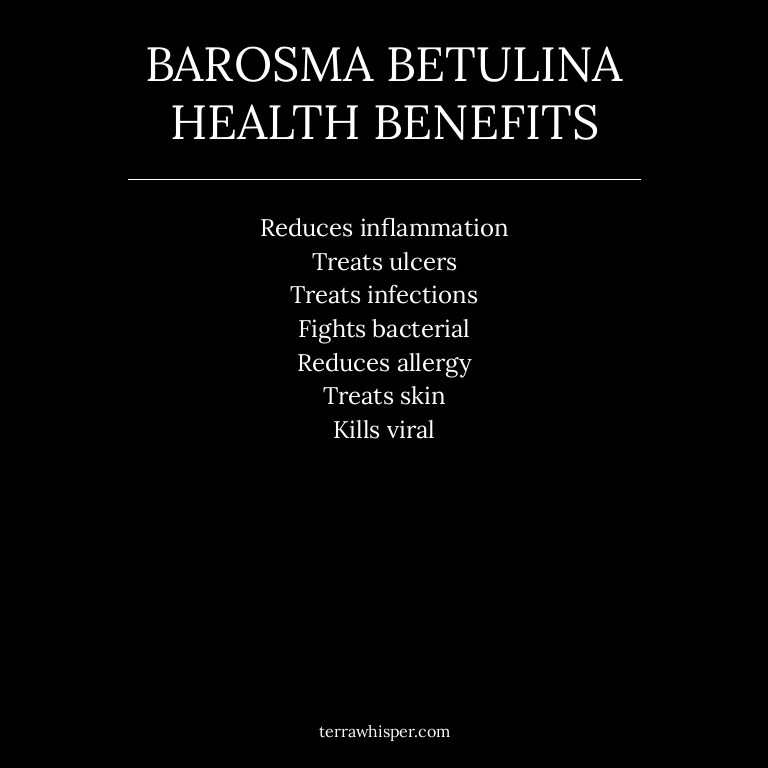 BAROSMA BETULINA
HEALTH BENEFITS
Reduces inflammation
Treats ulcers
Treats infections
Fights bacterial
Reduces allergy
Treats skin
Kills viral
terrawhisper.com